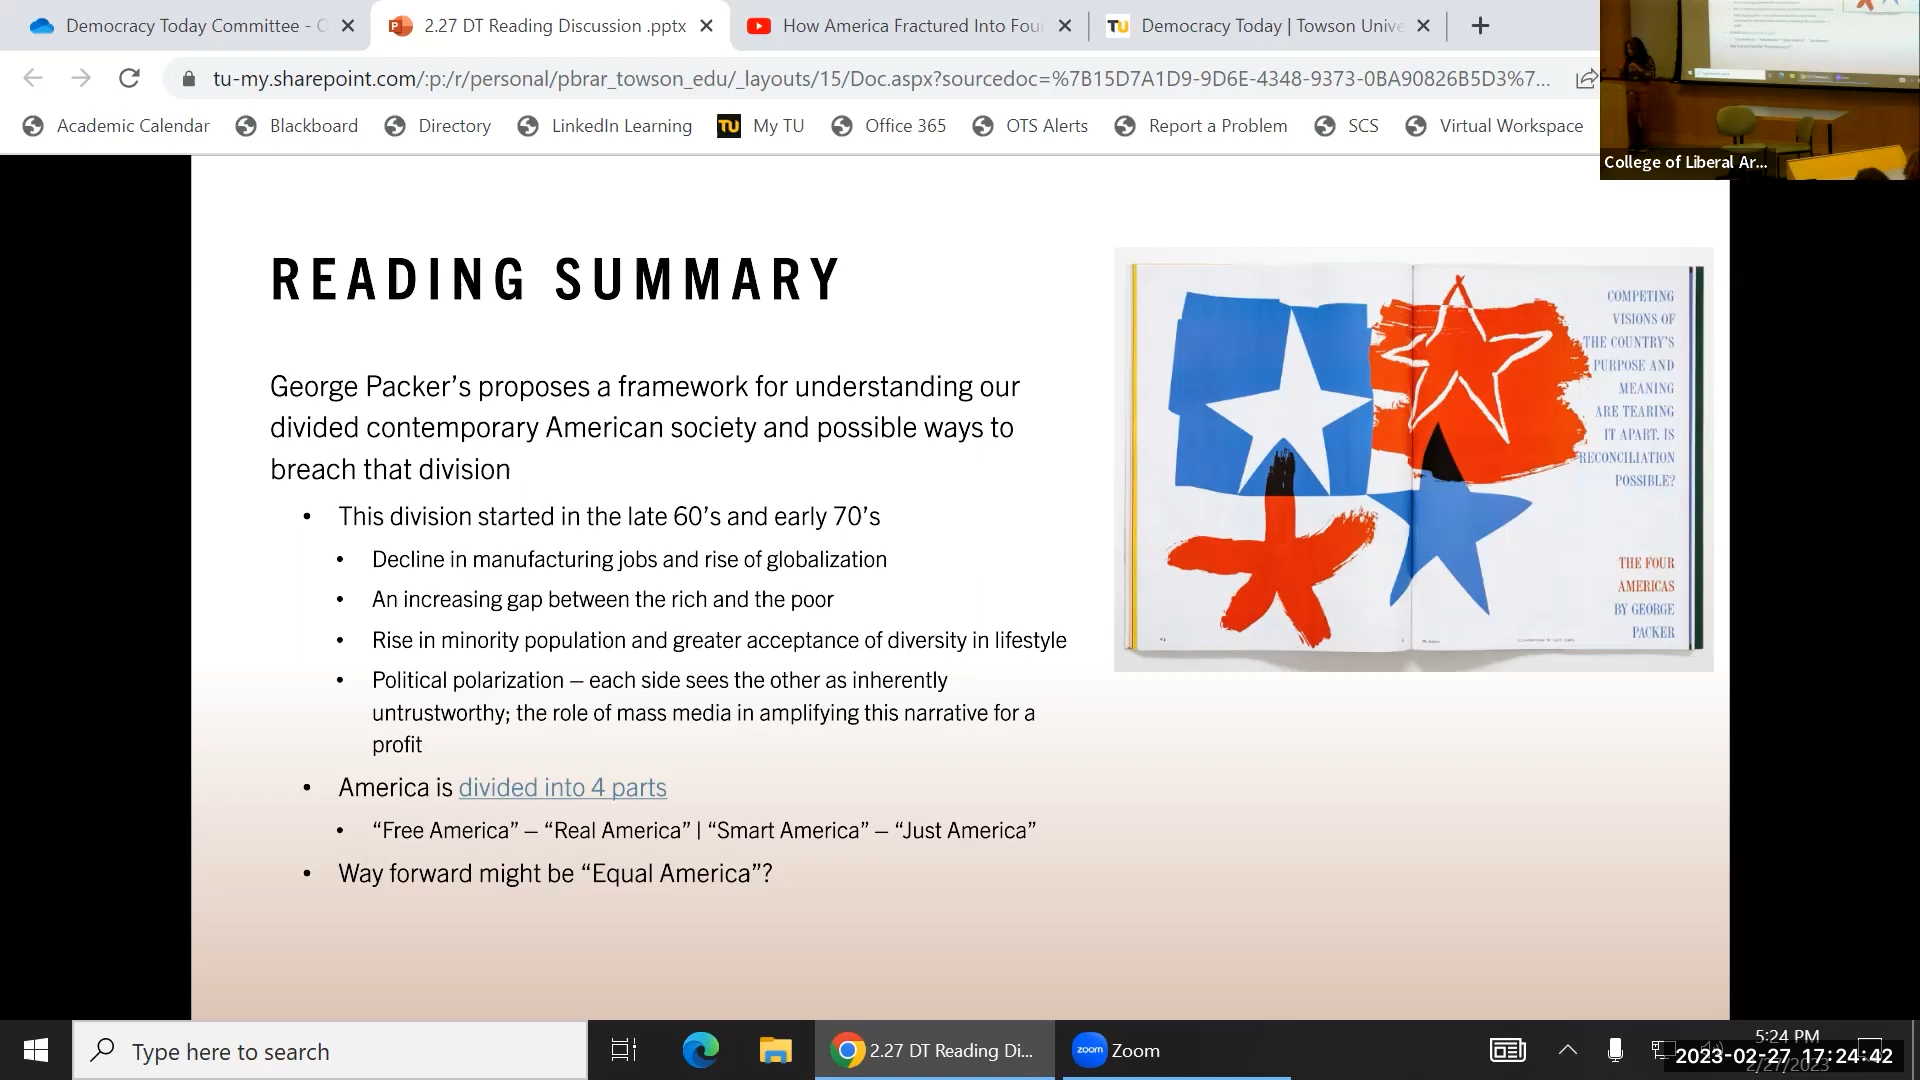 Democracy Today Committee - O
2.27 DT Reading Discussion .pptx
How America Fractured Into Four
Democracy Today | Towson Unive
tu-my.sharepoint.com/:p:/r/personal/pbrar_towson_edu/_layouts/15/Doc.aspx?sourcedoc=%7B15D7A1D9-9D6E-4348-9373-0BA90826B5D3%7...
Academic Calendar
Blackboard
Directory
LinkedIn Learning
TU My TU
Office 365
OTS Alerts
Report a Problem
SCS
Virtual Workspace
College of Liberal Ar...
READING SUMMARY
George Packer’s proposes a framework for understanding our
divided contemporary American society and possible ways to
breach that division
• This division started in the late 60’s and early 70’s
• Decline in manufacturing jobs and rise of globalization
• An increasing gap between the rich and the poor
• Rise in minority population and greater acceptance of diversity in lifestyle
• Political polarization – each side sees the other as inherently
untrustworthy; the role of mass media in amplifying this narrative for a
profit
• America is divided into 4 parts
• “Free America” – “Real America” | “Smart America” – “Just America”
• Way forward might be “Equal America”?
COMPETING
VISIONS OF
THE COUNTRY'S
PURPOSE AND
MEANING
ARE TEARING
IT APART. IS
RECONCILIATION
POSSIBLE?
THE FOUR
AMERICAS
BY GEORGE
PACKER
Type here to search
2.27 DT Reading Di...
zoom Zoom
5:24 PM
2/27/2023
2023-02-27 17:24:42